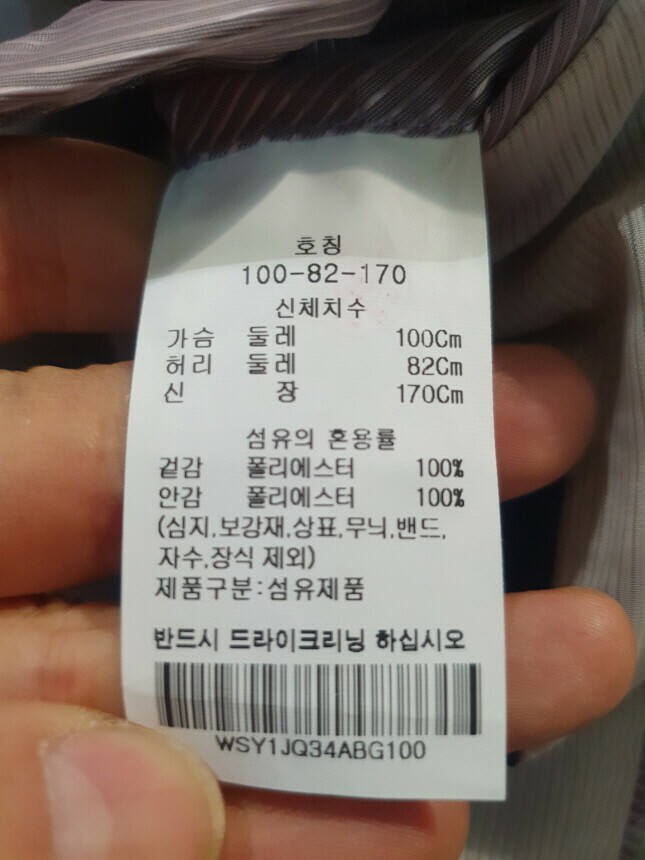 호칭
100-82-170
신체치수
가슴 둘레 100Cm
허리 둘레 82Cm
신 장 170Cm
섬유의 혼용률
겉감 폴리에스터 100%
안감 폴리에스터 100%
(심지,보강재,상표,무늬,밴드,
자수,장식 제외)
제품구분:섬유제품
반드시 드라이크리닝 하십시오
WSY1JQ34ABG100